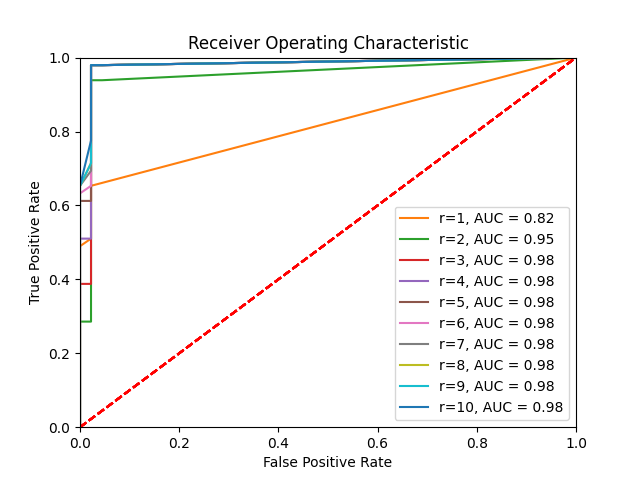 Receiver Operating Characteristic
1.0
0.8
0.6
0.4
0.2
0.0
True Positive Rate
r=1, AUC = 0.82
r=2, AUC = 0.95
r=3, AUC = 0.98
r=4, AUC = 0.98
r=5, AUC = 0.98
r=6, AUC = 0.98
r=7, AUC = 0.98
r=8, AUC = 0.98
r=9, AUC = 0.98
r=10, AUC = 0.98
0.0 0.2 0.4 0.6 0.8 1.0
False Positive Rate